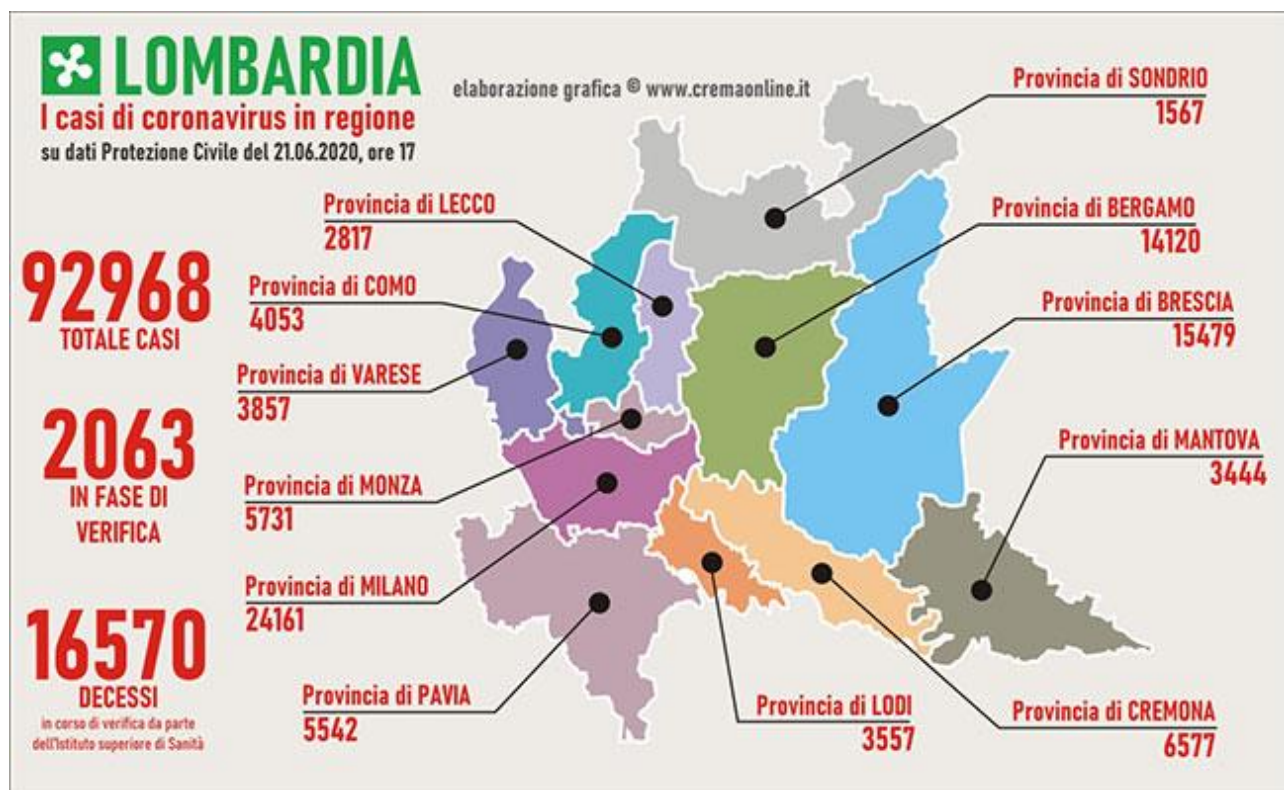 LOMBARDIA
I casi di coronavirus in regione
su dati Protezione Civile del 21.06.2020, ore 17
elaborazione grafica © www.cremaonline.it
92968
TOTALE CASI
2063
IN FASE DI
VERIFICA
16570
DECESSI
in corso di verifica da parte
dell'Istituto superiore di Sanità
Provincia di LECCO
2817
Provincia di COMO
4053
Provincia di VARESE
3857
Provincia di MONZA
5731
Provincia di MILANO
24161
Provincia di PAVIA
5542
Provincia di SONDRIO
1567
Provincia di BERGAMO
14120
Provincia di BRESCIA
15479
Provincia di MANTOVA
3444
Provincia di LODI
3557
Provincia di CREMONA
6577